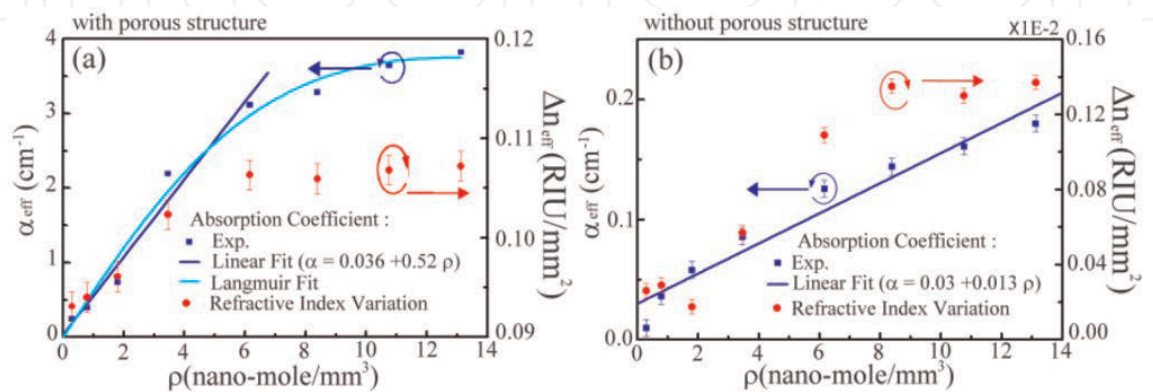 with porous structure
(a)
4
3
2
1
0
α_eff (cm⁻¹)
0.120
0.110
0.100
0.090
Δn_eff (RIU/mm²)
Absorption Coefficient :
Exp.
Linear Fit (α = 0.036 +0.52 ρ)
Langmuir Fit
Refractive Index Variation
0 2 4 6 8 10 12 14
ρ(nano-mole/mm³)
without porous structure
X1E-2
(b)
0.2
0.1
0.0
α_eff (cm⁻¹)
0.16
0.12
0.08
0.04
0.00
Δn_eff (RIU/mm²)
Absorption Coefficient :
Exp.
Linear Fit (α = 0.03 +0.013 ρ)
Refractive Index Variation
0 2 4 6 8 10 12 14
ρ(nano-mole/mm³)